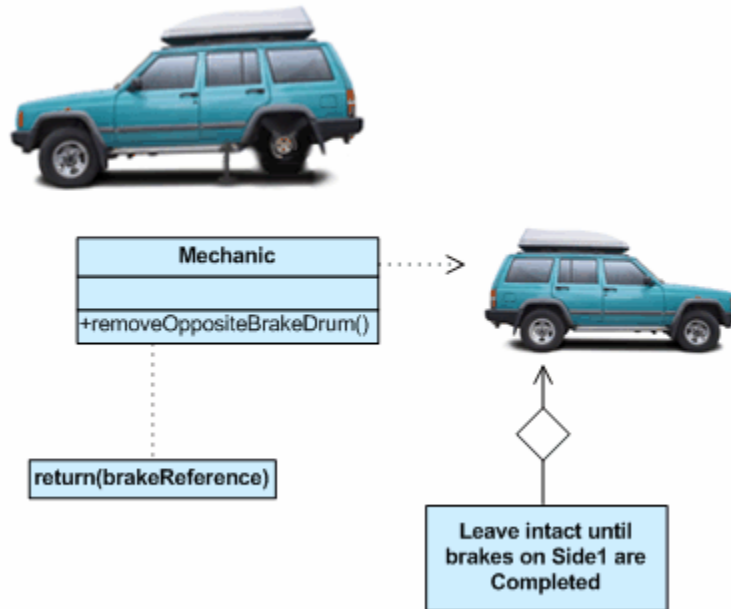 Mechanic
+removeOppositeBrakeDrum()
return(brakeReference)
Leave intact until
brakes on Side1 are
Completed